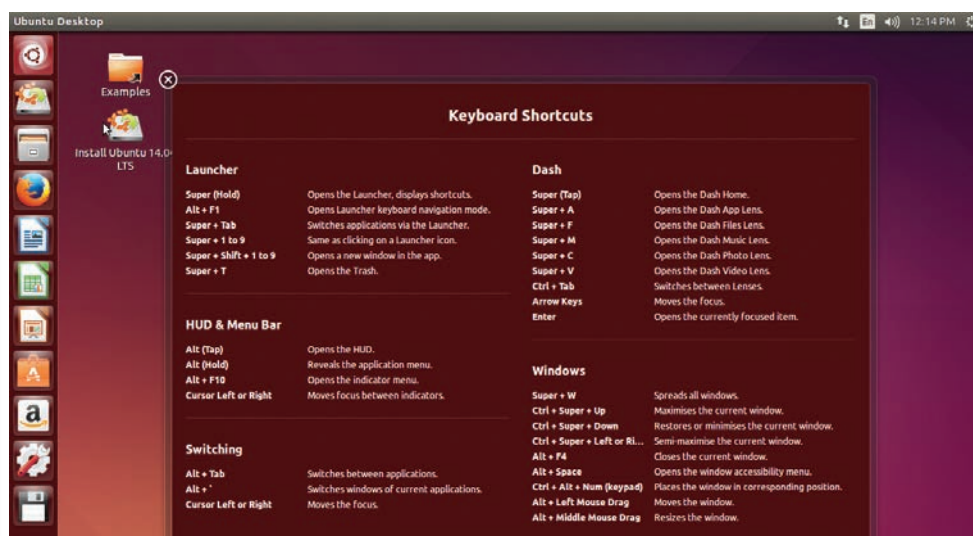 Ubuntu Desktop
En 12:14 PM
Examples
Install Ubuntu 14.04
LTS
Keyboard Shortcuts
Launcher
Super (Hold) Opens the Launcher, displays shortcuts.
Alt + F1 Opens Launcher keyboard navigation mode.
Super + Tab Switches applications via the Launcher.
Super + 1 to 9 Same as clicking on a Launcher icon.
Super + Shift + 1 to 9 Opens a new window in the app.
Super + T Opens the Trash.
HUD & Menu Bar
Alt (Tap) Opens the HUD.
Alt (Hold) Reveals the application menu.
Alt + F10 Opens the indicator menu.
Cursor Left or Right Moves focus between indicators.
Switching
Alt + Tab Switches between applications.
Alt + ` Switches windows of current applications.
Cursor Left or Right Moves the focus.
Dash
Super (Tap) Opens the Dash Home.
Super + A Opens the Dash App Lens.
Super + F Opens the Dash Files Lens.
Super + M Opens the Dash Music Lens.
Super + C Opens the Dash Photo Lens.
Super + V Opens the Dash Video Lens.
Ctrl + Tab Switches between Lenses.
Arrow Keys Moves the focus.
Enter Opens the currently focused item.
Windows
Super + W Spreads all windows.
Ctrl + Super + Up Maximises the current window.
Ctrl + Super + Down Restores or minimises the current window.
Ctrl + Super + Left or Ri... Semi-maximise the current window.
Alt + F4 Closes the current window.
Alt + Space Opens the window accessibility menu.
Ctrl + Alt + Num (keypad) Places the window in corresponding position.
Alt + Left Mouse Drag Moves the window.
Alt + Middle Mouse Drag Resizes the window.